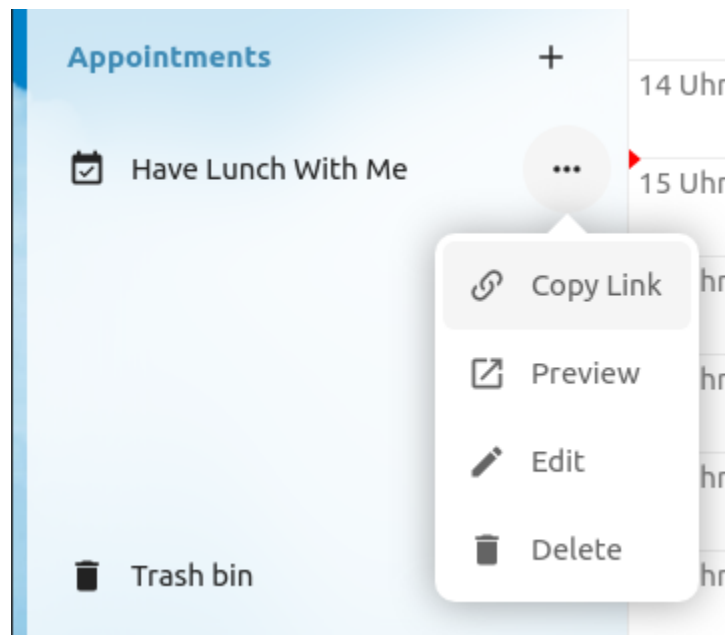 Appointments
14 Uhr
Have Lunch With Me
15 Uhr
Copy Link
Preview
Edit
Delete
Trash bin